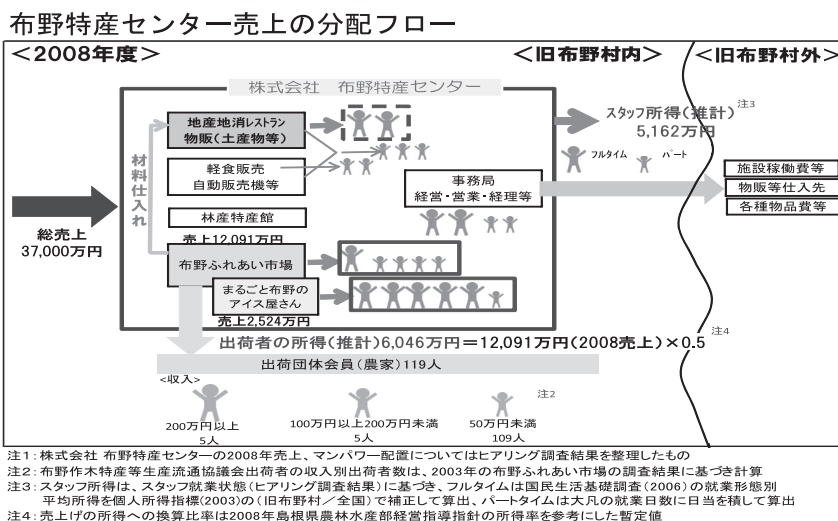 布野特産センター売上の分配フロー
＜2008年度＞
＜旧布野村内＞
＜旧布野村外＞
株式会社 布野特産センター
地産地消レストラン
物販(土産物等)
材料仕入れ
軽食販売
自動販売機等
林産特産館
売上12,091万円
布野ふれあい市場
まるごと布野の
アイス屋さん
売上2,524万円
総売上
37,000万円
事務局
経営・営業・経理等
スタッフ所得(推計)注3
5,162万円
フルタイム
パート
施設稼働費等
物販等仕入先
各種物品費等
出荷者の所得(推計)6,046万円＝12,091万円(2008売上)×0.5 注4
出荷団体会員(農家)119人
<収入>
注2
200万円以上
5人
100万円以上200万円未満
5人
50万円未満
109人
注1：株式会社 布野特産センターの2008年売上、マンパワー配置についてはヒアリング調査結果を整理したもの
注2：布野作木特産等生産流通協議会出荷者の収入別出荷者数は、2003年の布野ふれあい市場の調査結果に基づき計算
注3：スタッフ所得は、スタッフ就業状態(ヒアリング調査結果)に基づき、フルタイムは国民生活基礎調査(2006)の就業形態別
平均所得を個人所得指標(2003)の(旧布野村／全国)で補正して算出、パートタイムは大凡の就業日数に日当を積して算出
注4：売上げの所得への換算比率は2008年島根県農林水産部経営指導指針の所得率を参考にした暫定値